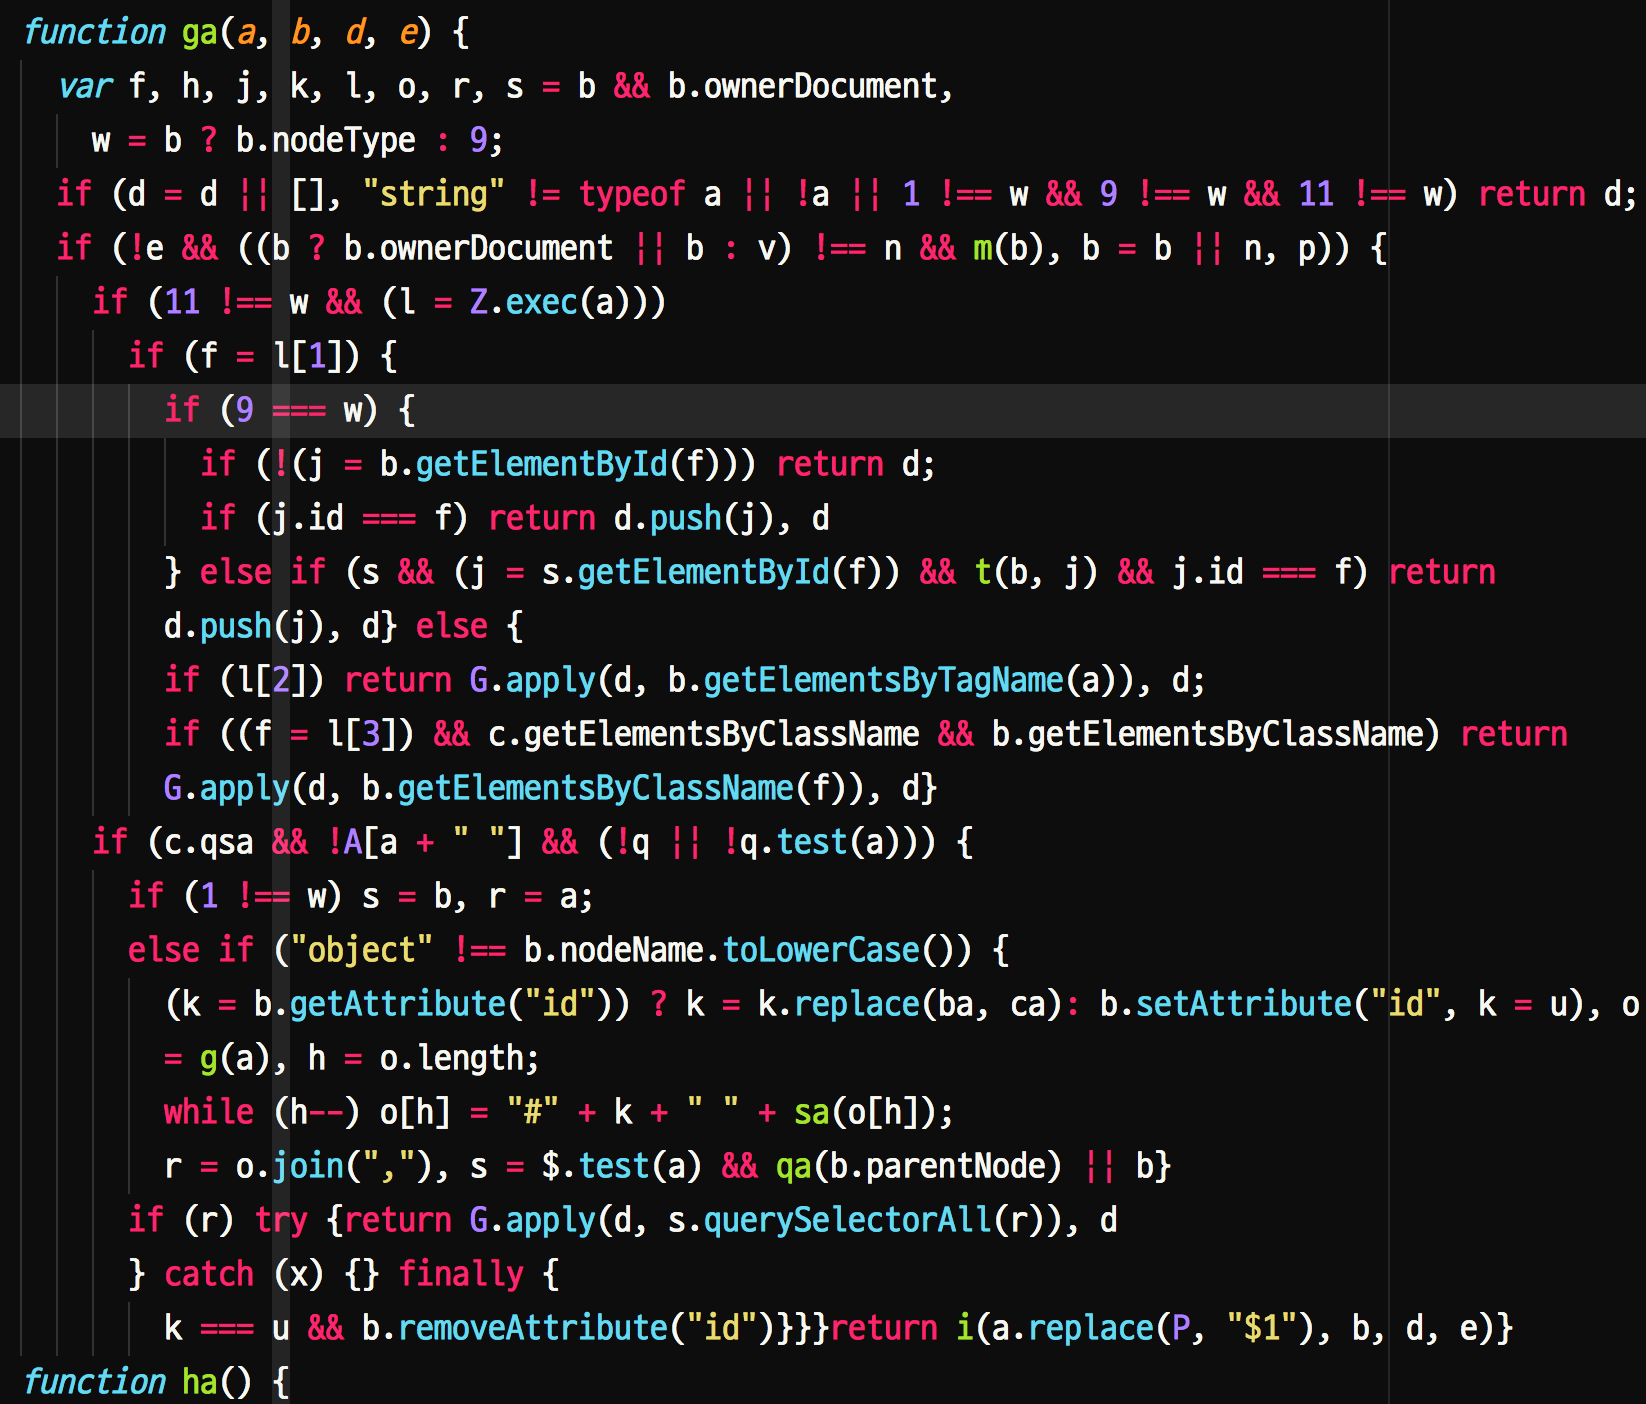 function ga(a, b, d, e) {
var f, h, j, k, l, o, r, s = b && b.ownerDocument,
w = b ? b.nodeType : 9;
if (d = d || [], "string" != typeof a || !a || 1 !== w && 9 !== w && 11 !== w) return d;
if (!e && ((b ? b.ownerDocument || b : v) !== n && m(b), b = b || n, p)) {
if (11 !== w && (l = Z.exec(a)))
if (f = l[1]) {
if (9 === w) {
if (!(j = b.getElementById(f))) return d;
if (j.id === f) return d.push(j), d
} else if (s && (j = s.getElementById(f)) && t(b, j) && j.id === f) return
d.push(j), d} else {
if (l[2]) return G.apply(d, b.getElementsByTagName(a)), d;
if ((f = l[3]) && c.getElementsByClassName && b.getElementsByClassName) return
G.apply(d, b.getElementsByClassName(f)), d}
if (c.qsa && !A[a + " "] && (!q || !q.test(a))) {
if (1 !== w) s = b, r = a;
else if ("object" !== b.nodeName.toLowerCase()) {
(k = b.getAttribute("id")) ? k = k.replace(ba, ca): b.setAttribute("id", k = u), o
= g(a), h = o.length;
while (h--) o[h] = "#" + k + " " + sa(o[h]);
r = o.join(","), s = $.test(a) && qa(b.parentNode) || b}
if (r) try {return G.apply(d, s.querySelectorAll(r)), d
} catch (x) {} finally {
k === u && b.removeAttribute("id")}}}return i(a.replace(P, "$1"), b, d, e)}
function ha() {